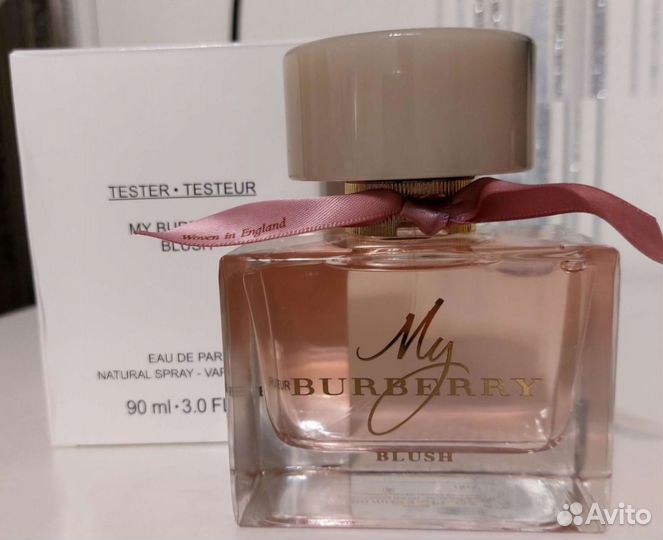 TESTER • TESTEUR
MY BUR
BLUSH
EAU DE PAR
NATURAL SPRAY - VAP
90 ml • 3.0 FL
Woven in England
My
BURBERRY
BLUSH
Avito